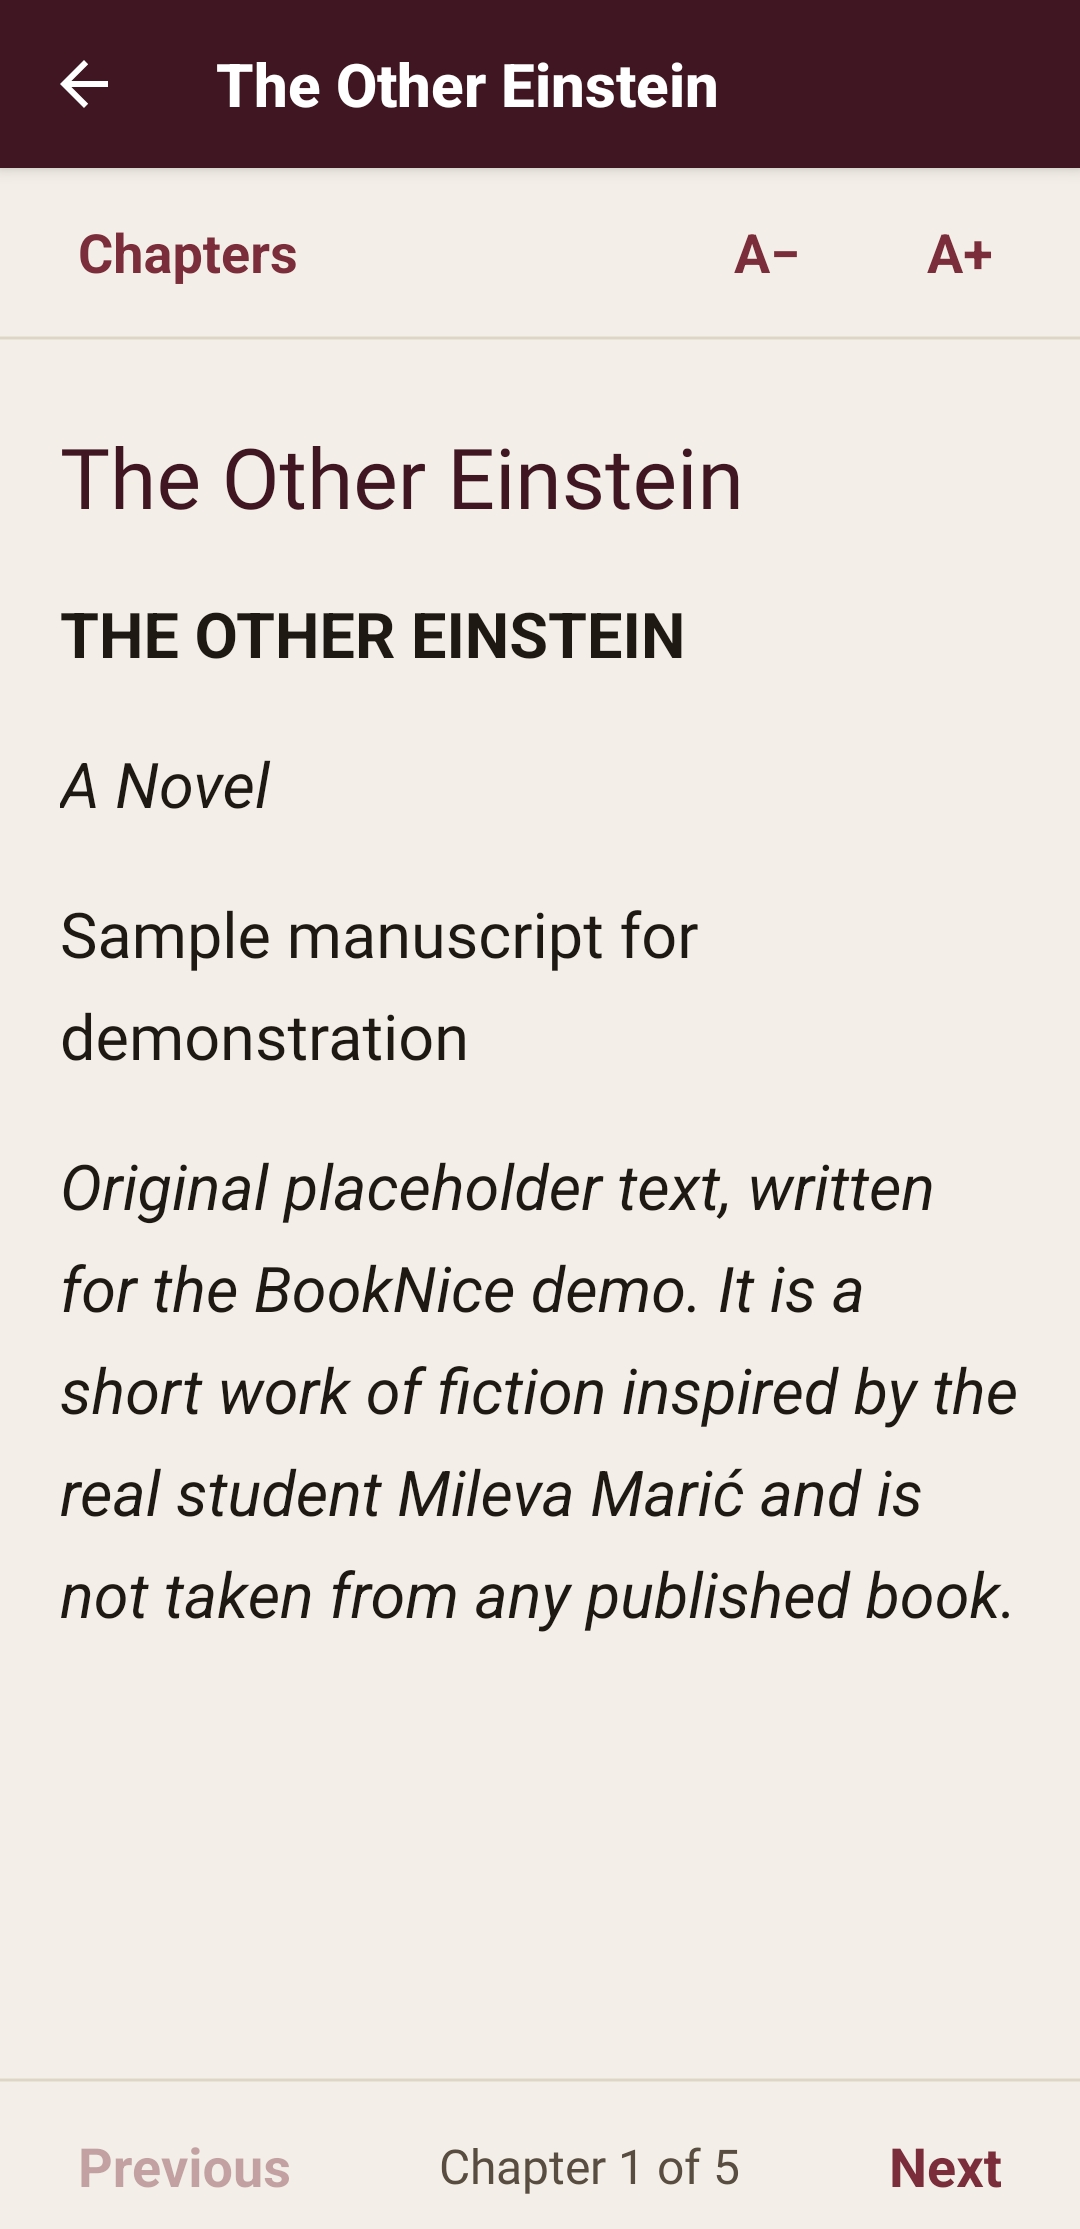 The Other Einstein
Chapters A− A+
The Other Einstein
THE OTHER EINSTEIN
A Novel
Sample manuscript for
demonstration
Original placeholder text, written
for the BookNice demo. It is a
short work of fiction inspired by the
real student Mileva Marić and is
not taken from any published book.
Previous Chapter 1 of 5 Next